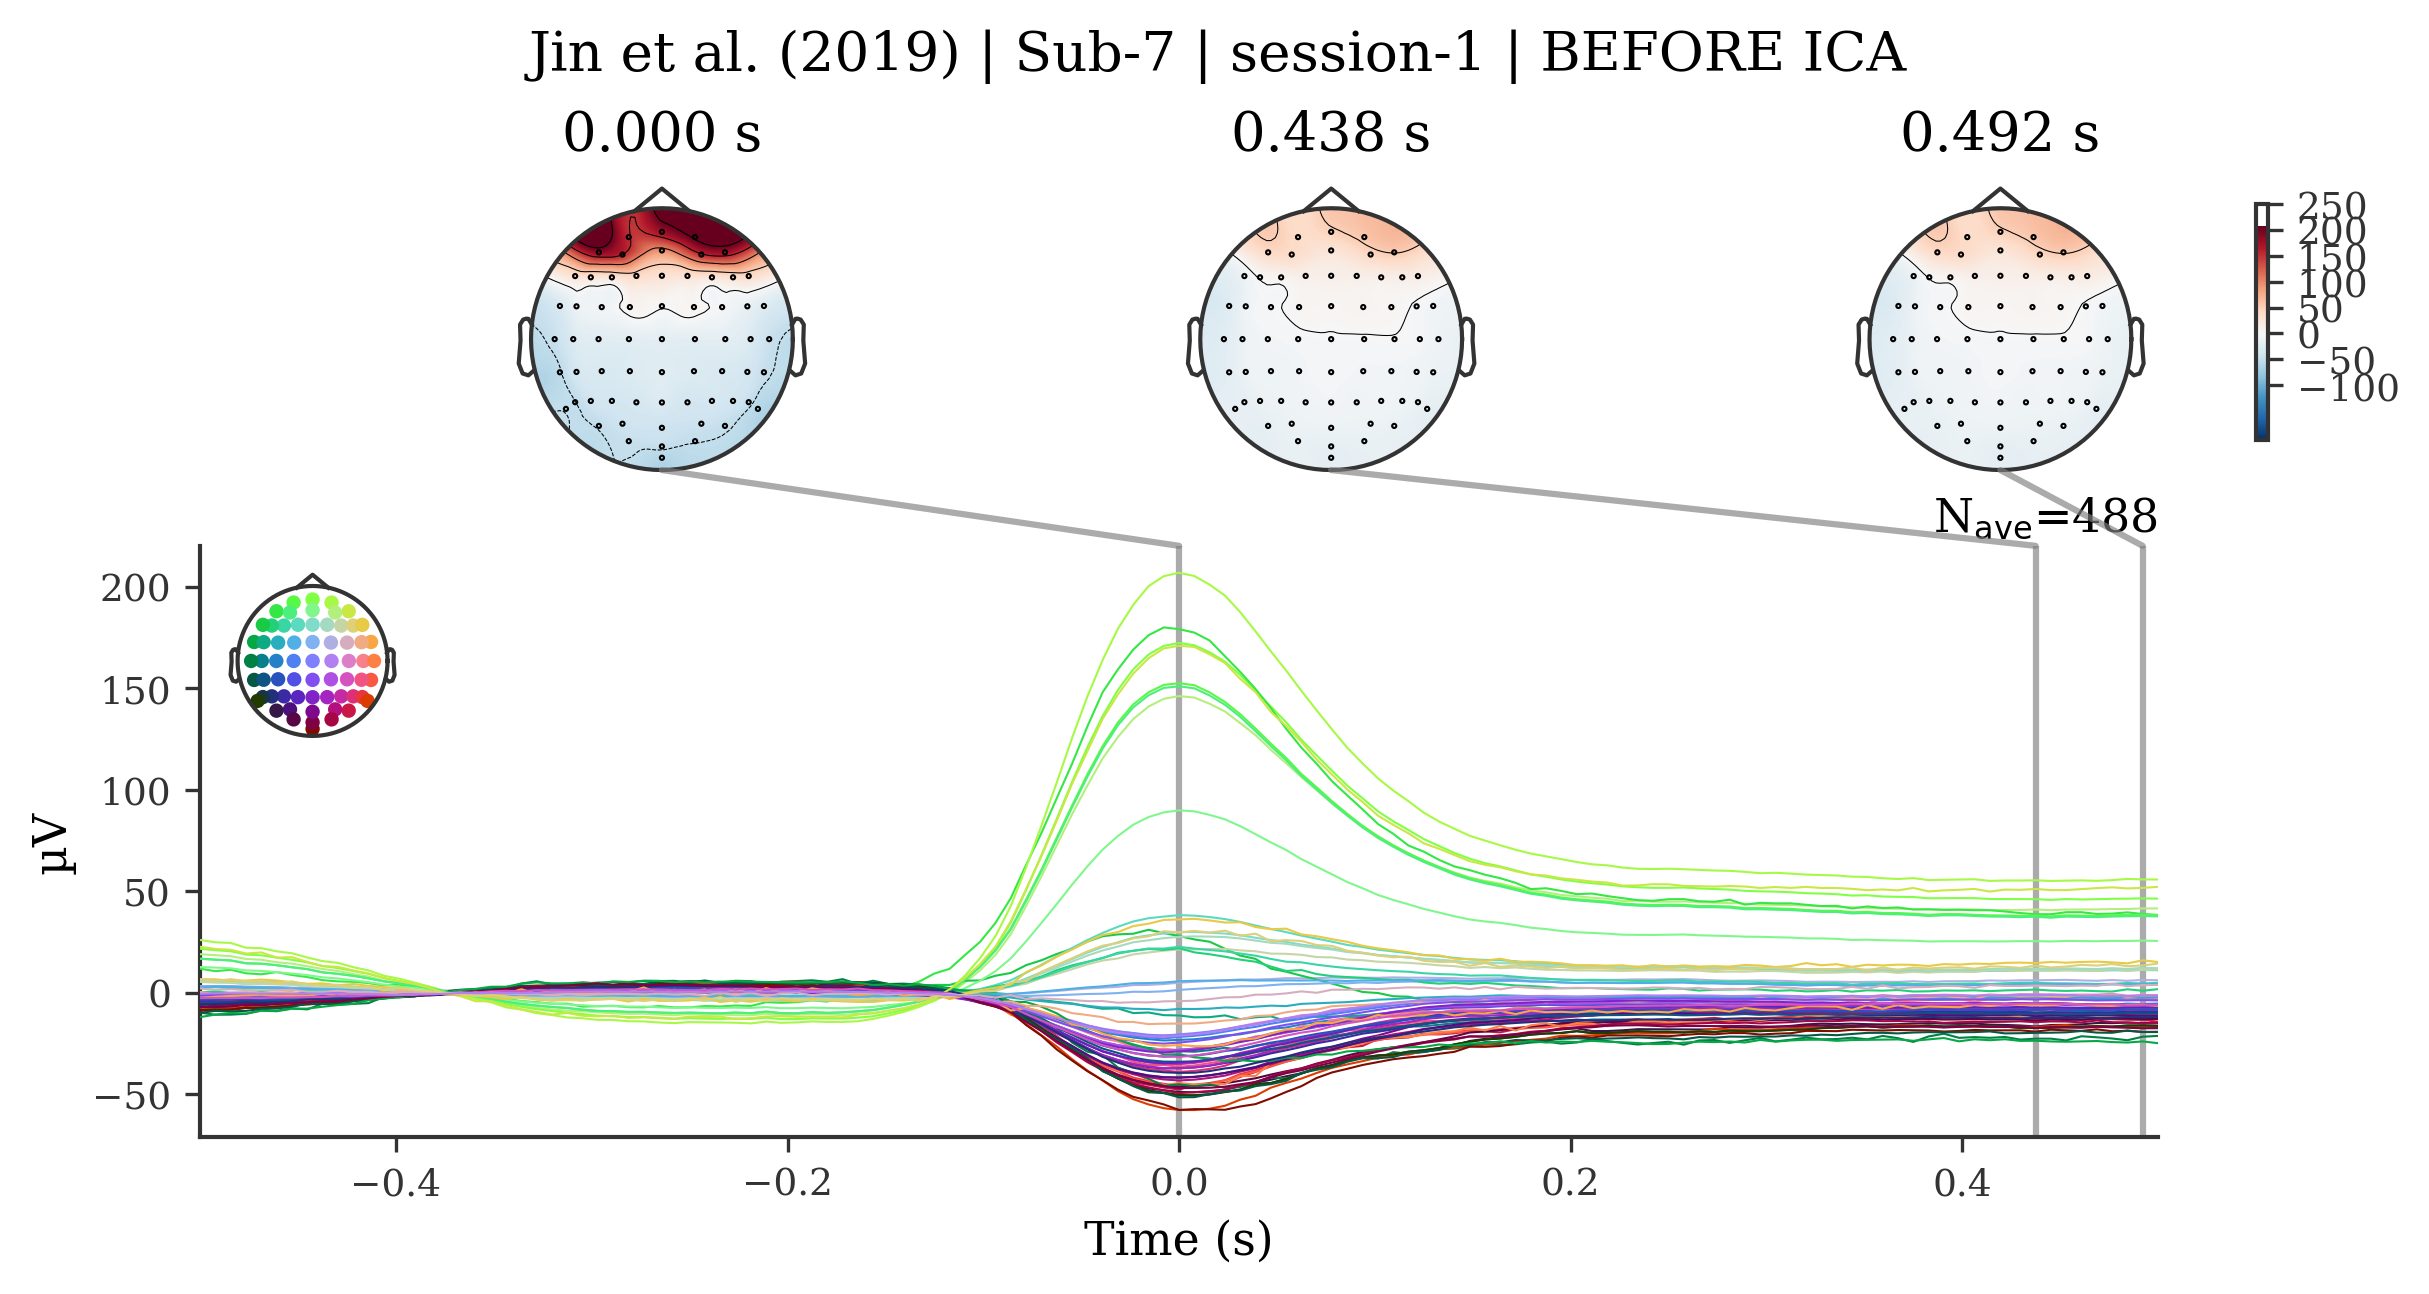 Jin et al. (2019) | Sub-7 | session-1 | BEFORE ICA
0.000 s
0.438 s
0.492 s
250
200
150
100
50
0
−50
−100
Nave=488
200
150
100
50
0
−50
µV
−0.4
−0.2
0.0
0.2
0.4
Time (s)